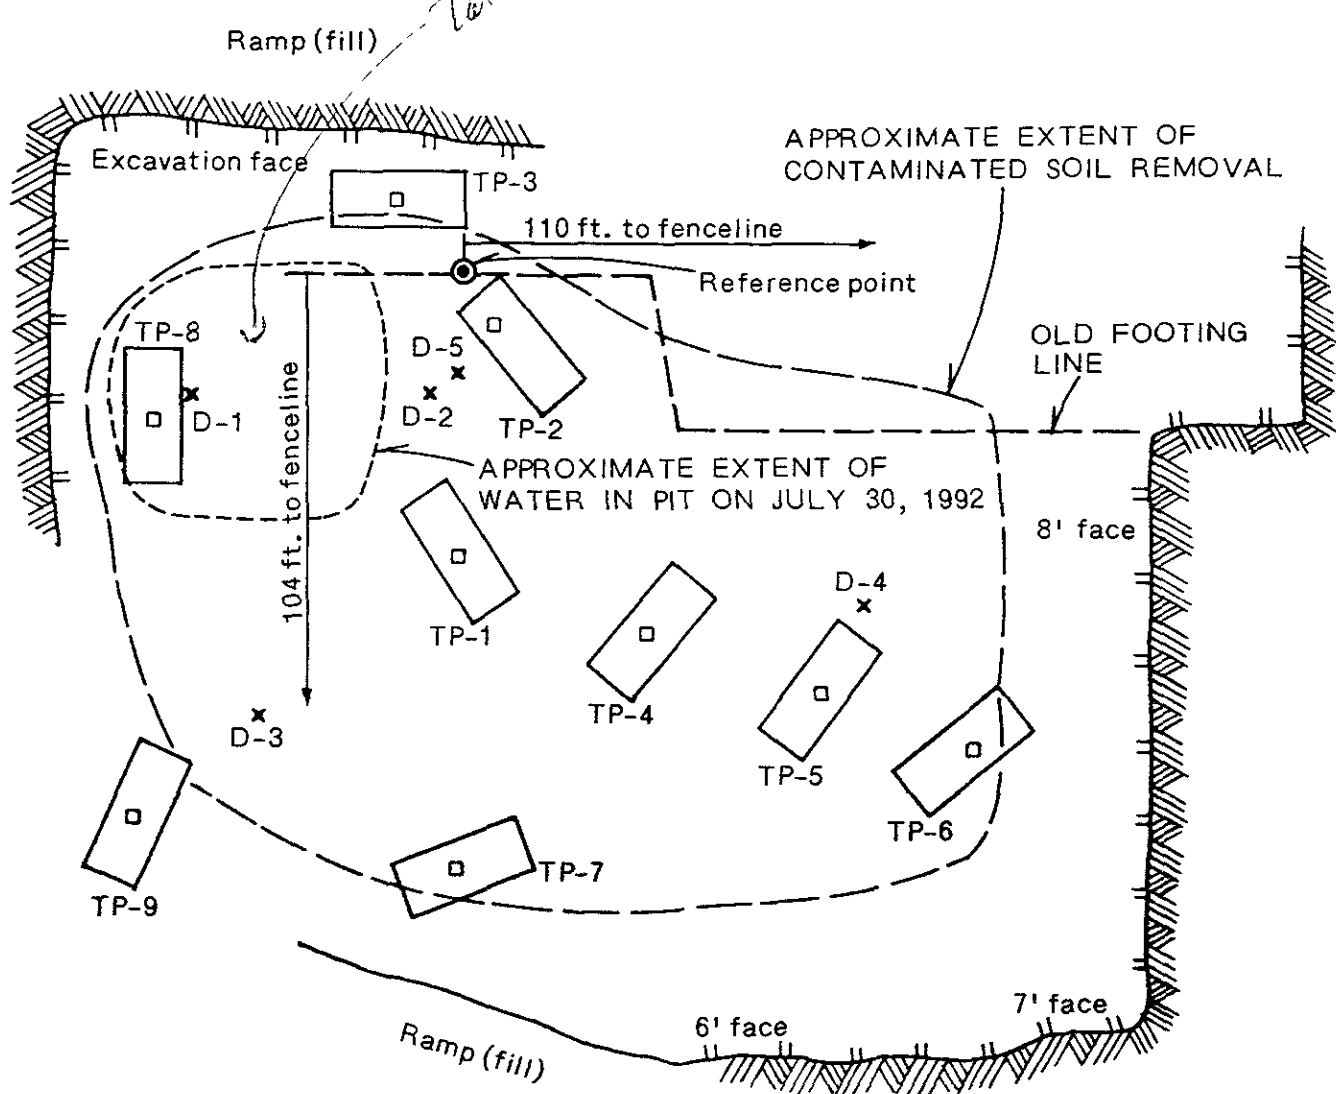 Ramp (fill)
APPROXIMATE EXTENT OF
CONTAMINATED SOIL REMOVAL
Excavation face
TP-3
110 ft. to fenceline
Reference point
TP-8
OLD FOOTING
LINE
D-5
D-1
D-2
TP-2
104 ft. to fenceline
APPROXIMATE EXTENT OF
WATER IN PIT ON JULY 30, 1992
8' face
D-4
TP-1
TP-4
D-3
TP-5
TP-6
TP-7
TP-9
7' face
6' face
Ramp (fill)